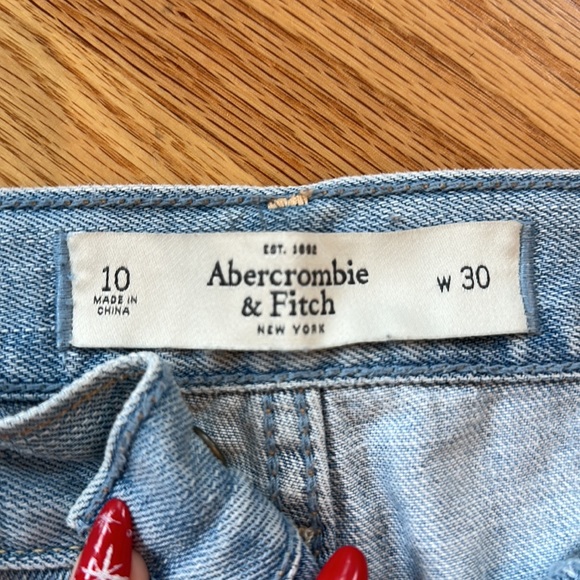 EST. 1892
10
MADE IN
CHINA
Abercrombie
& Fitch
NEW YORK
W 30